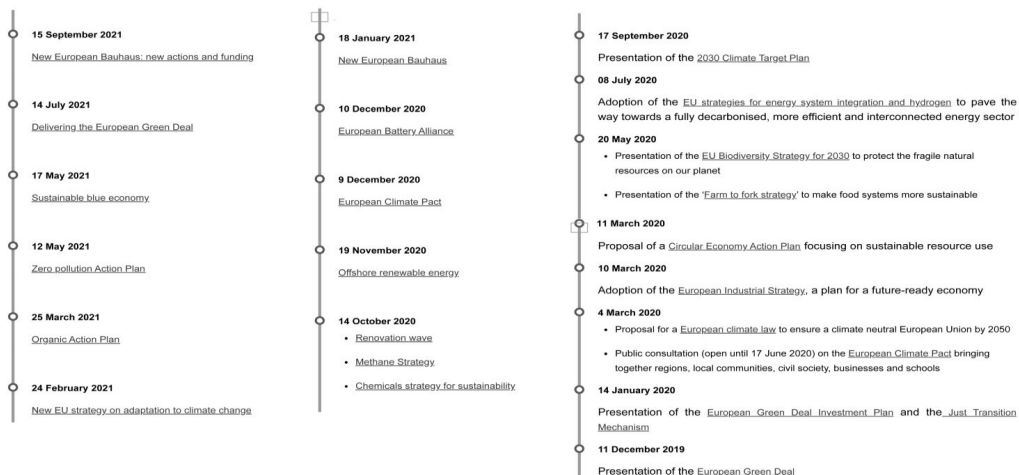 15 September 2021
New European Bauhaus: new actions and funding
14 July 2021
Delivering the European Green Deal
17 May 2021
Sustainable blue economy
12 May 2021
Zero pollution Action Plan
25 March 2021
Organic Action Plan
24 February 2021
New EU strategy on adaptation to climate change
18 January 2021
New European Bauhaus
10 December 2020
European Battery Alliance
9 December 2020
European Climate Pact
19 November 2020
Offshore renewable energy
14 October 2020
• Renovation wave
• Methane Strategy
• Chemicals strategy for sustainability
17 September 2020
Presentation of the 2030 Climate Target Plan
08 July 2020
Adoption of the EU strategies for energy system integration and hydrogen to pave the
way towards a fully decarbonised, more efficient and interconnected energy sector
20 May 2020
• Presentation of the EU Biodiversity Strategy for 2030 to protect the fragile natural
resources on our planet
• Presentation of the ‘Farm to fork strategy’ to make food systems more sustainable
11 March 2020
Proposal of a Circular Economy Action Plan focusing on sustainable resource use
10 March 2020
Adoption of the European Industrial Strategy, a plan for a future-ready economy
4 March 2020
• Proposal for a European climate law to ensure a climate neutral European Union by 2050
• Public consultation (open until 17 June 2020) on the European Climate Pact bringing
together regions, local communities, civil society, businesses and schools
14 January 2020
Presentation of the European Green Deal Investment Plan and the Just Transition
Mechanism
11 December 2019
Presentation of the European Green Deal